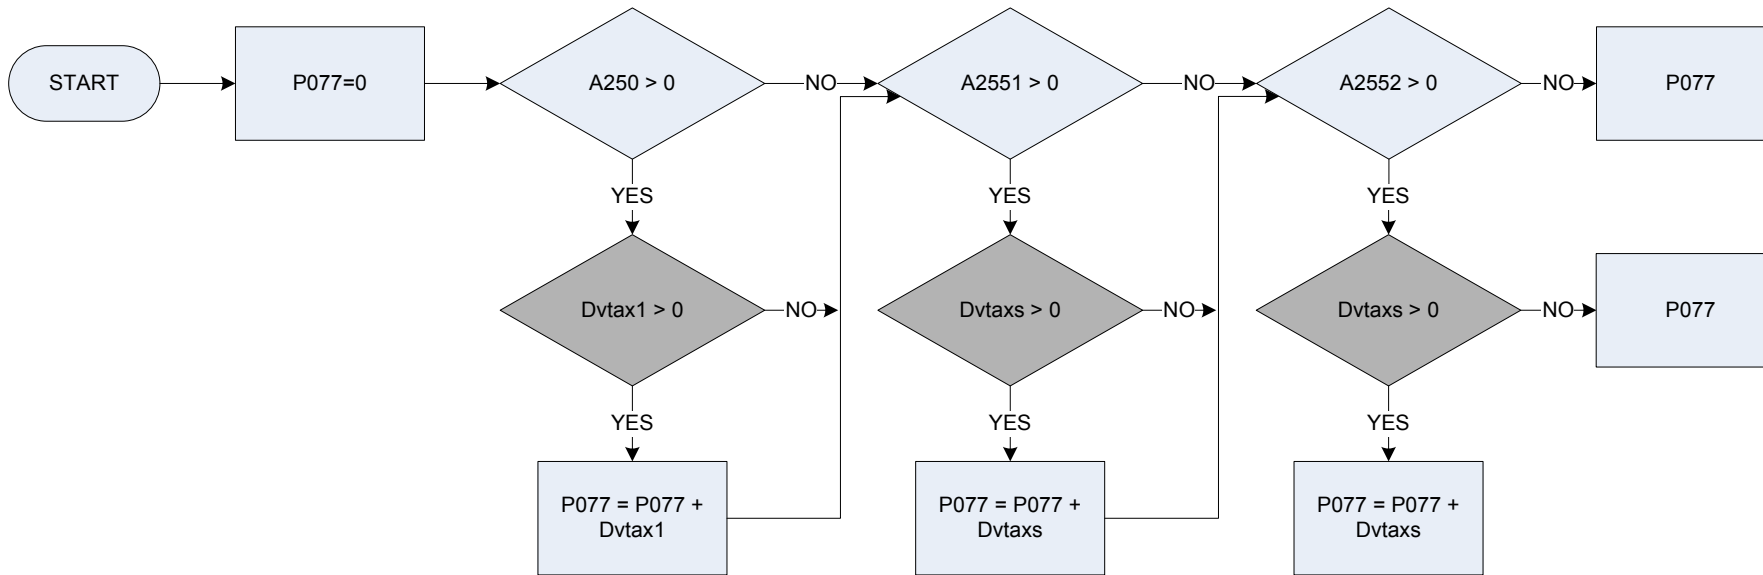 START
P077=0
A250 > 0
NO
A2551 > 0
NO
A2552 > 0
NO
P077
YES
YES
YES
Dvtax1 > 0
NO
Dvtaxs > 0
NO
Dvtaxs > 0
NO
P077
YES
YES
YES
P077 = P077 +
Dvtax1
P077 = P077 +
Dvtaxs
P077 = P077 +
Dvtaxs